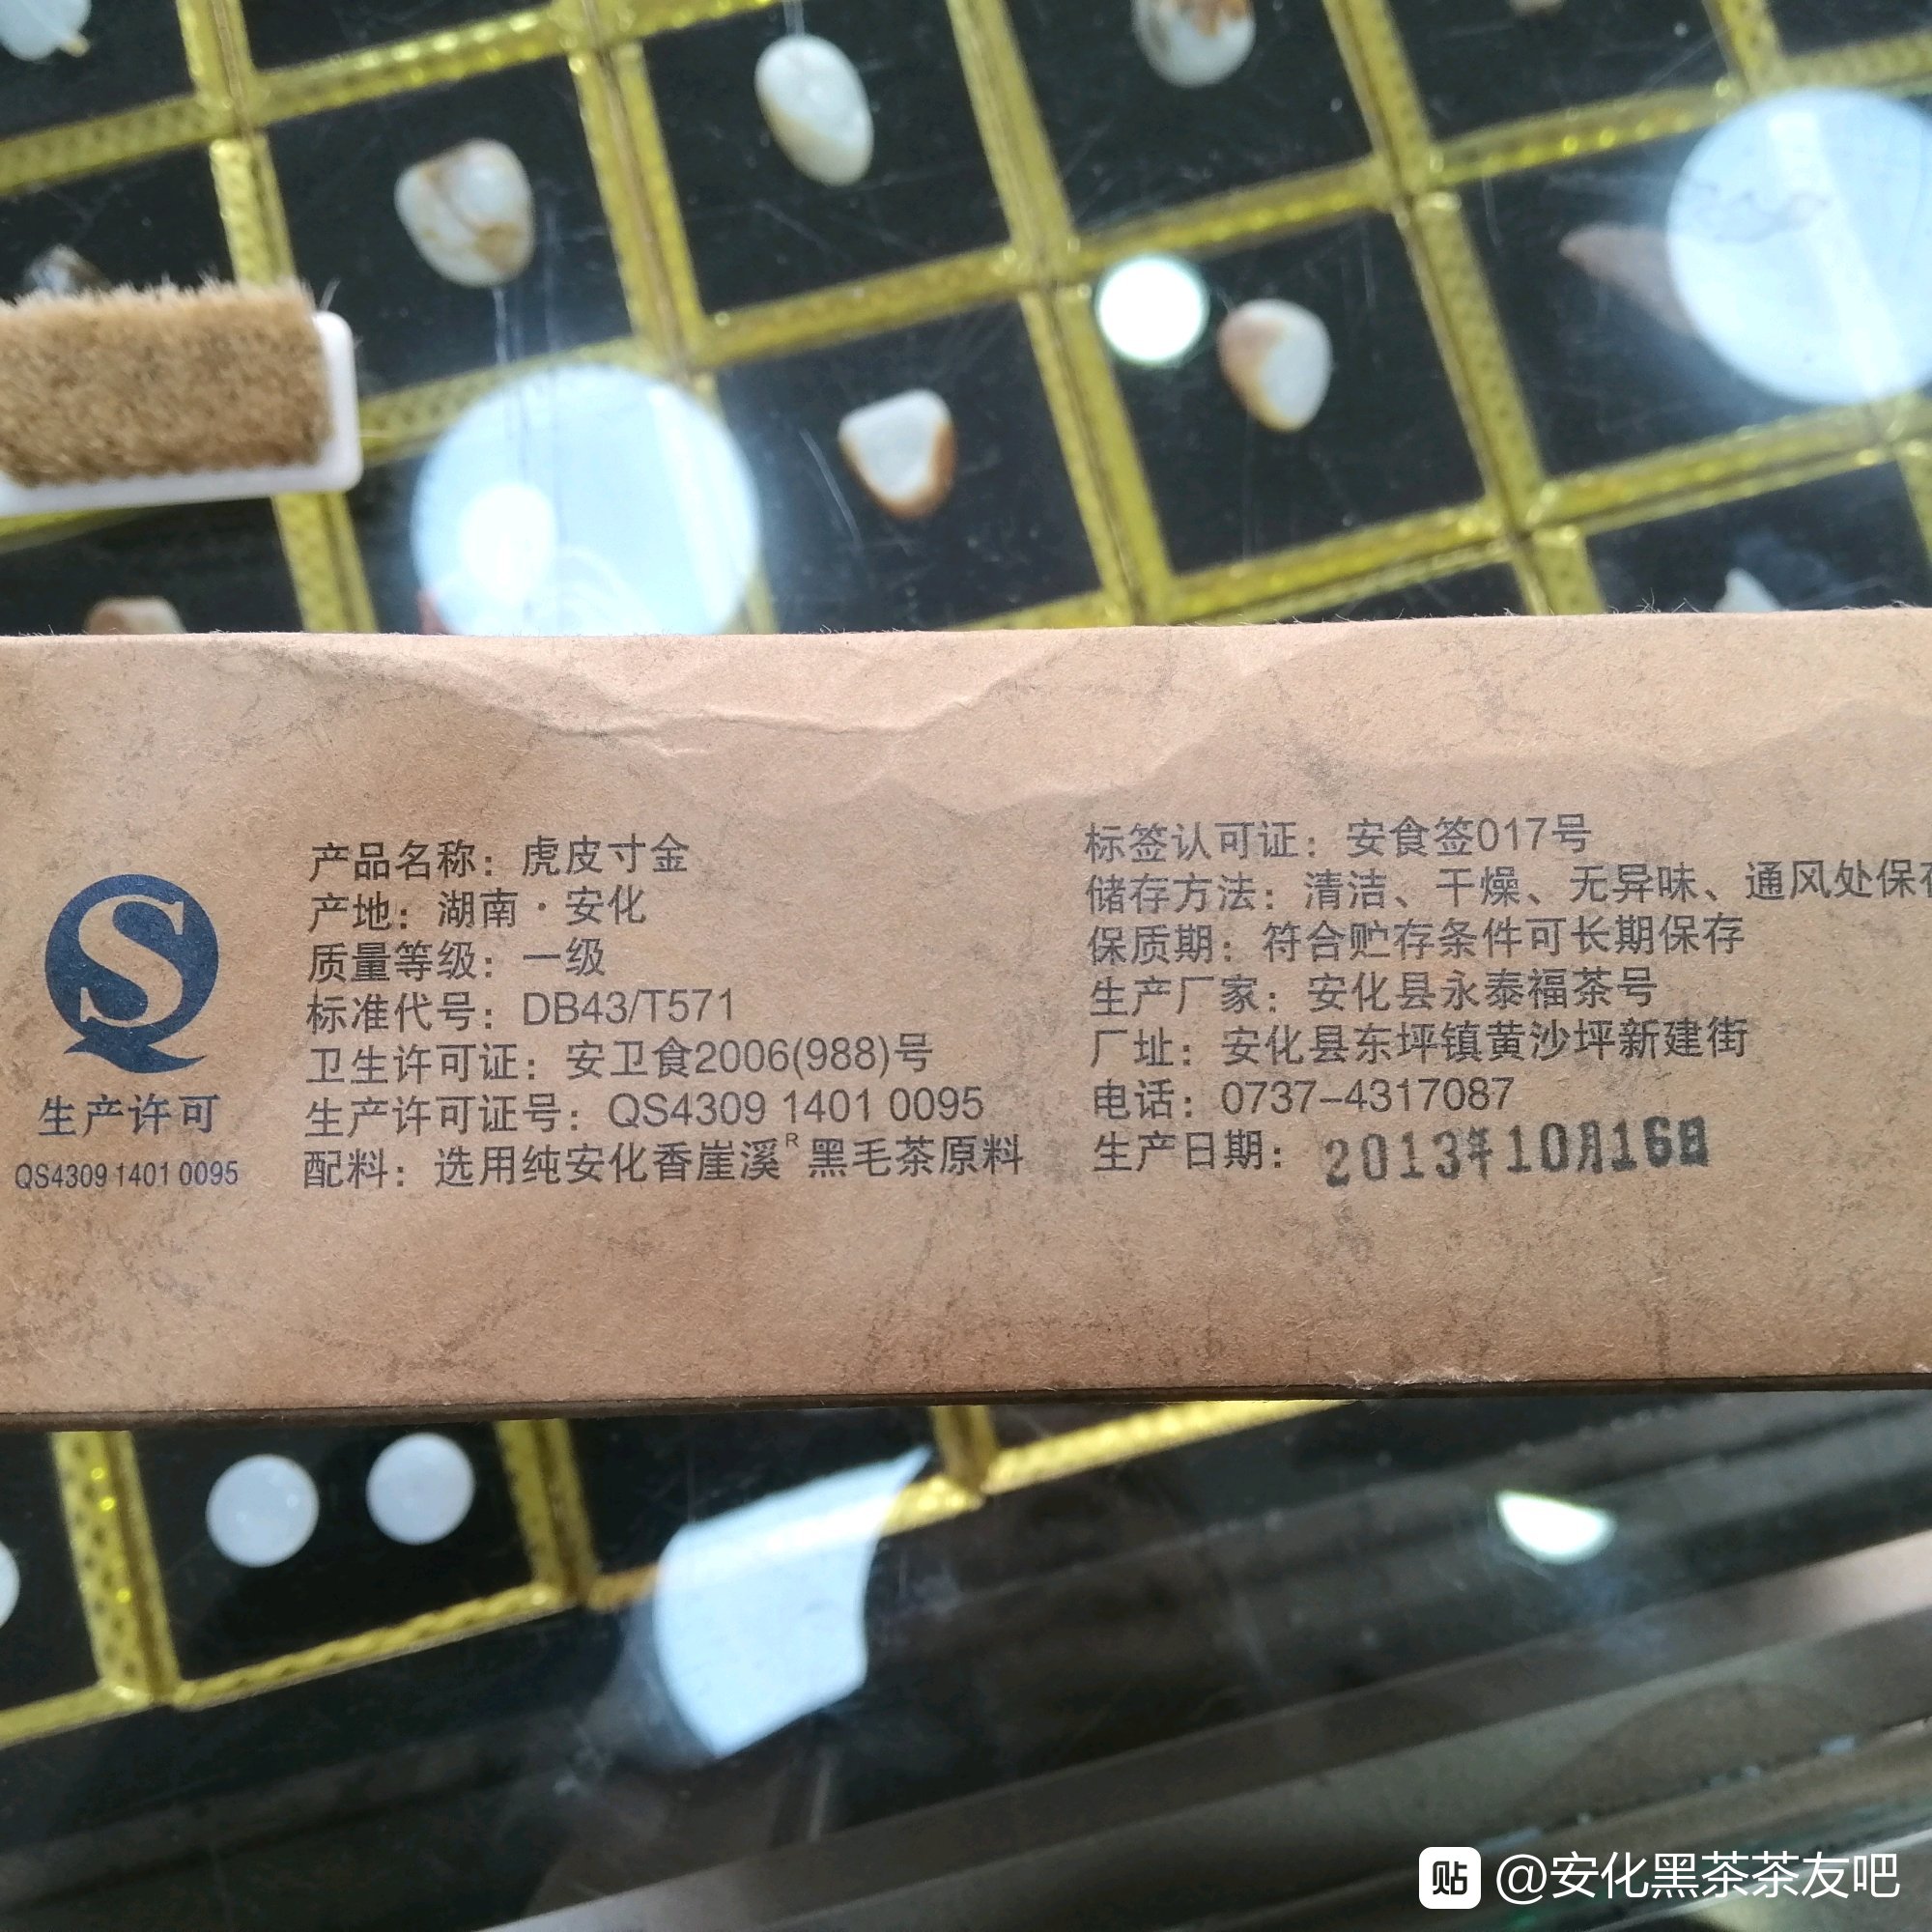 S
生产许可
QS4309 1401 0095
产品名称：虎皮寸金
产地：湖南·安化
质量等级：一级
标准代号：DB43/T571
卫生许可证：安卫食2006(988)号
生产许可证号：QS4309 1401 0095
配料：选用纯安化香崖溪R黑毛茶原料
标签认可证：安食签017号
储存方法：清洁、干燥、无异味、通风处保存
保质期：符合贮存条件可长期保存
生产厂家：安化县永泰福茶号
厂址：安化县东坪镇黄沙坪新建街
电话：0737-4317087
生产日期：2013年10月16日
贴 @安化黑茶茶友吧